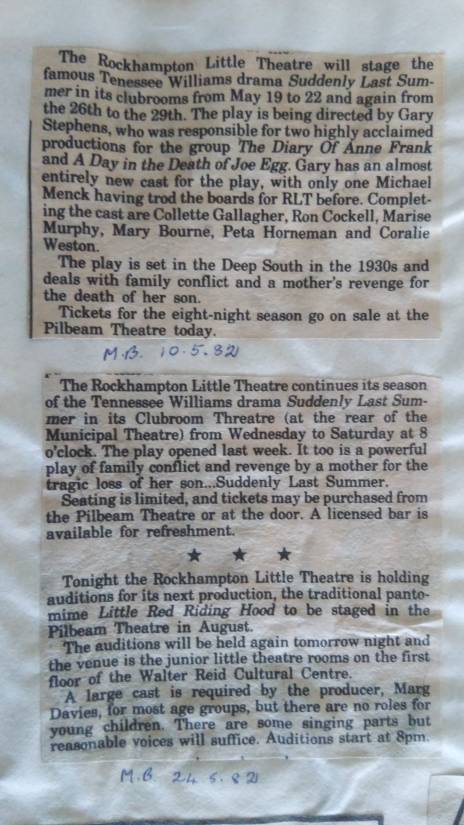 The Rockhampton Little Theatre will stage the
famous Tenessee Williams drama Suddenly Last Sum-
mer in its clubrooms from May 19 to 22 and again from
the 26th to the 29th. The play is being directed by Gary
Stephens, who was responsible for two highly acclaimed
productions for the group The Diary Of Anne Frank
and A Day in the Death of Joe Egg. Gary has an almost
entirely new cast for the play, with only one Michael
Menck having trod the boards for RLT before. Complet-
ing the cast are Collette Gallagher, Ron Cockell, Marise
Murphy, Mary Bourne, Peta Horneman and Coralie
Weston.
The play is set in the Deep South in the 1930s and
deals with family conflict and a mother's revenge for
the death of her son.
Tickets for the eight-night season go on sale at the
Pilbeam Theatre today.
M.B. 10.5.82
The Rockhampton Little Theatre continues its season
of the Tennessee Williams drama Suddenly Last Sum-
mer in its Clubroom Threatre (at the rear of the
Municipal Theatre) from Wednesday to Saturday at 8
o'clock. The play opened last week. It too is a powerful
play of family conflict and revenge by a mother for the
tragic loss of her son...Suddenly Last Summer.
Seating is limited, and tickets may be purchased from
the Pilbeam Theatre or at the door. A licensed bar is
available for refreshment.
★ ★ ★
Tonight the Rockhampton Little Theatre is holding
auditions for its next production, the traditional panto-
mime Little Red Riding Hood to be staged in the
Pilbeam Theatre in August.
The auditions will be held again tomorrow night and
the venue is the junior little theatre rooms on the first
floor of the Walter Reid Cultural Centre.
A large cast is required by the producer, Marg
Davies, for most age groups, but there are no roles for
young children. There are some singing parts but
reasonable voices will suffice. Auditions start at 8pm.
M.B 24.5.82